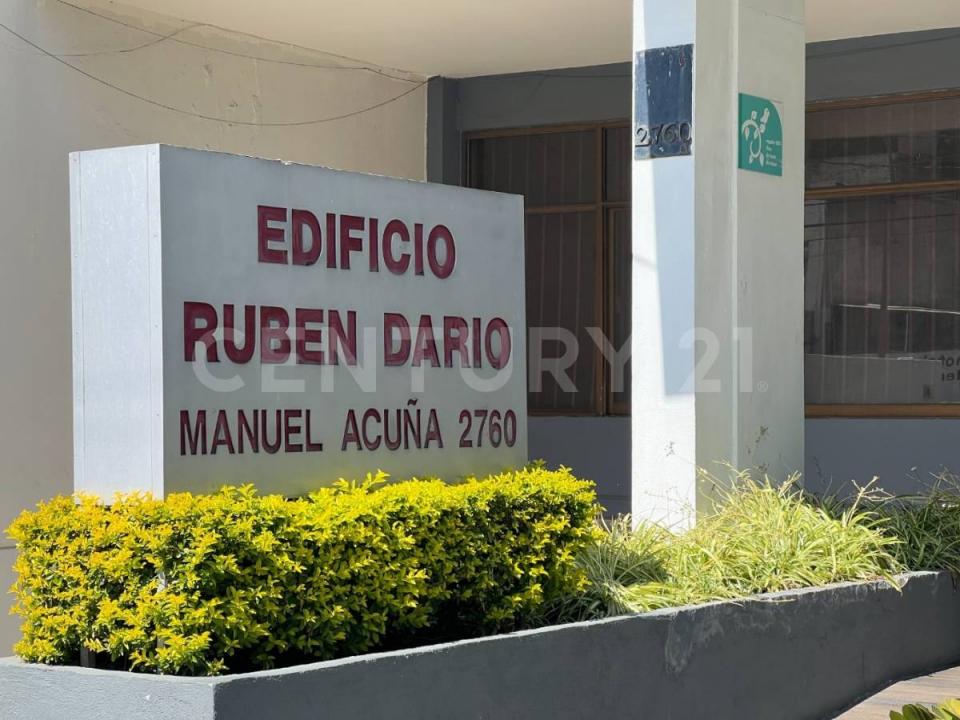 EDIFICIO
RUBEN DARIO
MANUEL ACUÑA 2760
2760
CENTURY 21®